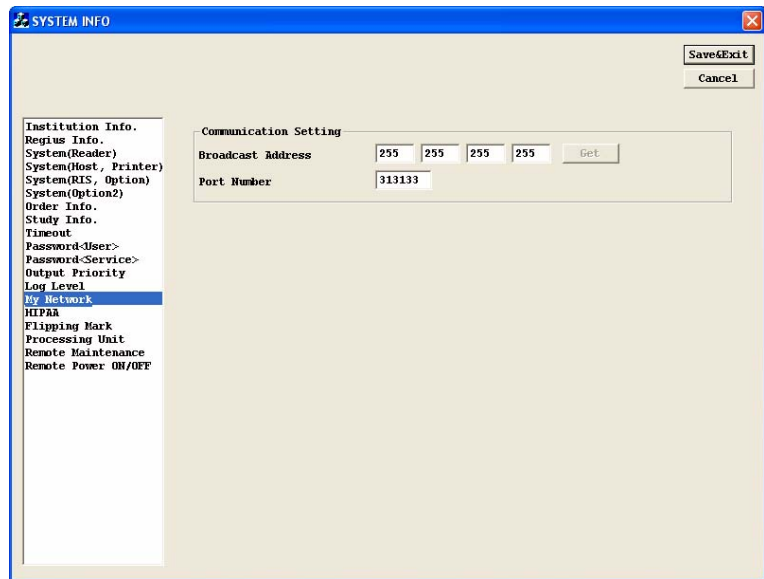 SYSTEM INFO
Save&Exit
Cancel
Institution Info.
Regius Info.
System(Reader)
System(Host, Printer)
System(RIS, Option)
System(Option2)
Order Info.
Study Info.
Timeout
Password<User>
Password<Service>
Output Priority
Log Level
My Network
HIPAA
Flipping Mark
Processing Unit
Remote Maintenance
Remote Power ON/OFF
Communication Setting
Broadcast Address 255 255 255 255 Get
Port Number 313133